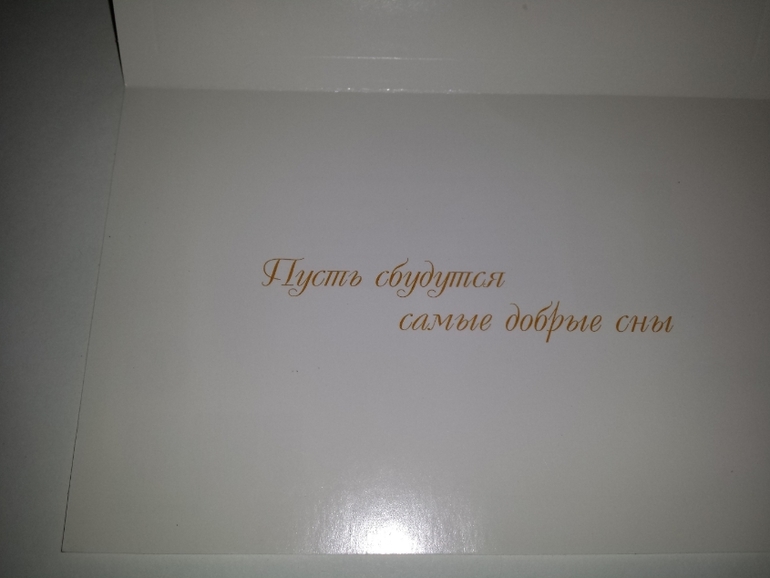 Пусть сбудутся
самые добрые сны